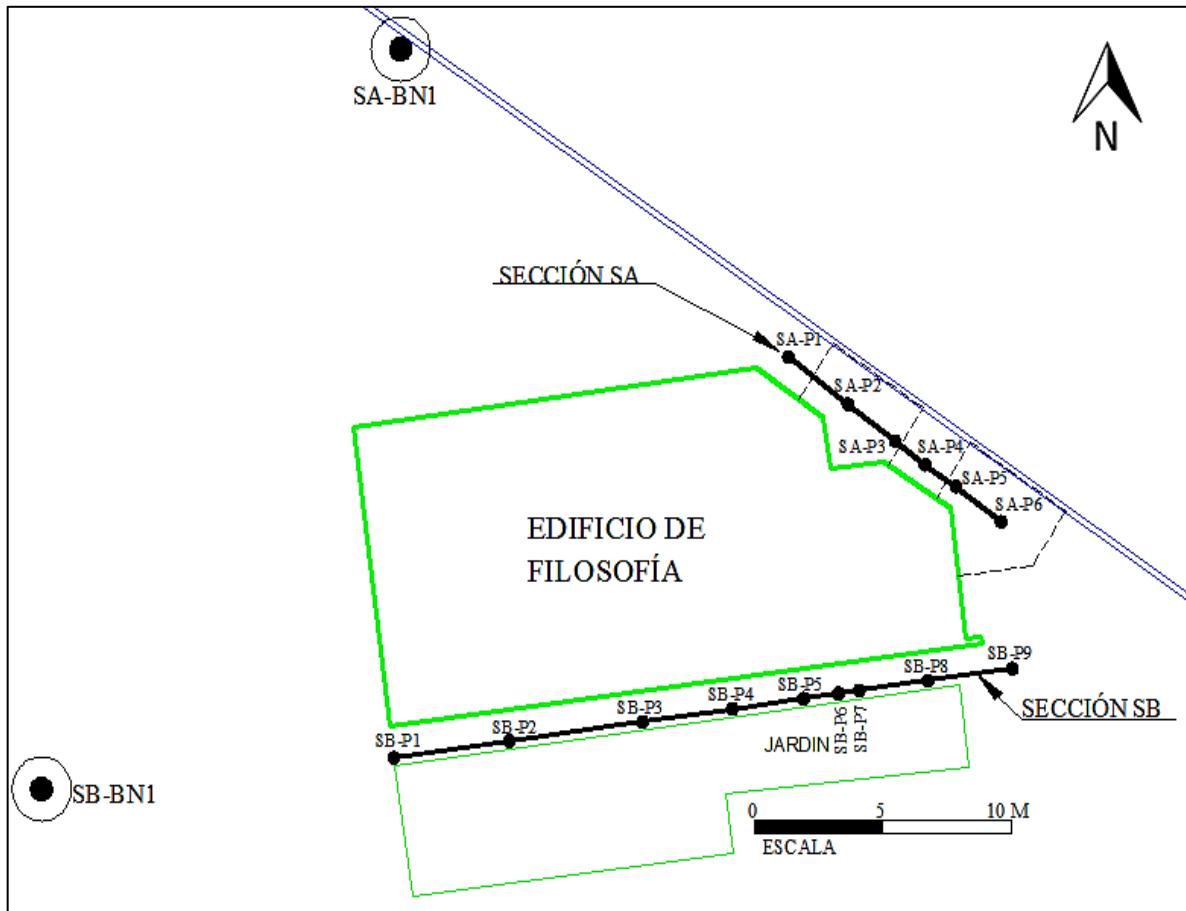 SA-BN1
N
SECCIÓN SA
SA-P1
SA-P2
SA-P3
SA-P4
SA-P5
SA-P6
EDIFICIO DE
FILOSOFÍA
SB-P1
SB-P2
SB-P3
SB-P4
SB-P5
SB-P6
SB-P7
SB-P8
SB-P9
SECCIÓN SB
JARDIN
SB-BN1
0 5 10 M
ESCALA